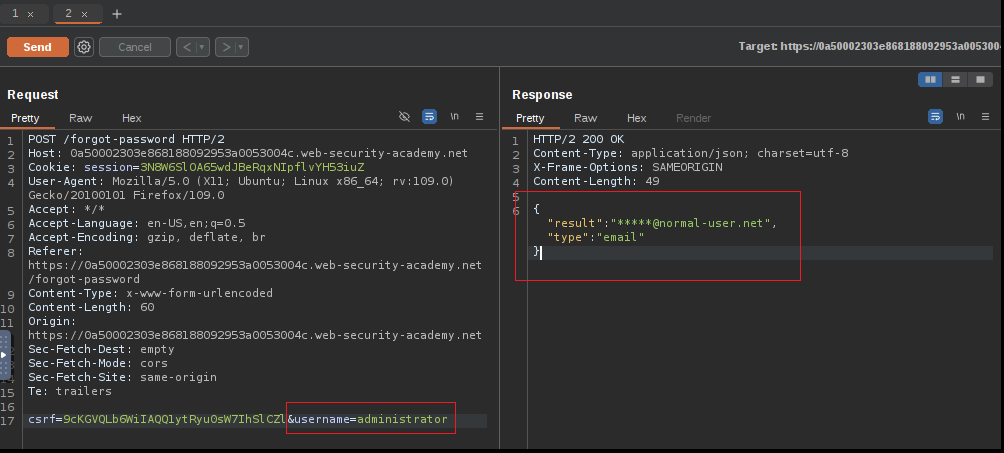 1 × 2 × +
Send Cancel < > Target: https://0a50002303e868188092953a005300
Request
Pretty Raw Hex \n
1 POST /forgot-password HTTP/2
2 Host: 0a50002303e868188092953a0053004c.web-security-academy.net
3 Cookie: session=3N8W6SlOA65wdJBeRqxNIpflvYH53iuZ
4 User-Agent: Mozilla/5.0 (X11; Ubuntu; Linux x86_64; rv:109.0)
Gecko/20100101 Firefox/109.0
5 Accept: */*
6 Accept-Language: en-US,en;q=0.5
7 Accept-Encoding: gzip, deflate, br
8 Referer:
https://0a50002303e868188092953a0053004c.web-security-academy.net
/forgot-password
9 Content-Type: x-www-form-urlencoded
10 Content-Length: 60
11 Origin:
https://0a50002303e868188092953a0053004c.web-security-academy.net
Sec-Fetch-Dest: empty
Sec-Fetch-Mode: cors
Sec-Fetch-Site: same-origin
15 Te: trailers
16
17 csrf=9cKGVQLb6WiIAQQ1ytRyu0sW7IhSlCZl&username=administrator
Response
Pretty Raw Hex Render \n
1 HTTP/2 200 OK
2 Content-Type: application/json; charset=utf-8
3 X-Frame-Options: SAMEORIGIN
4 Content-Length: 49
5
6 {
"result":"*****@normal-user.net",
"type":"email"
}